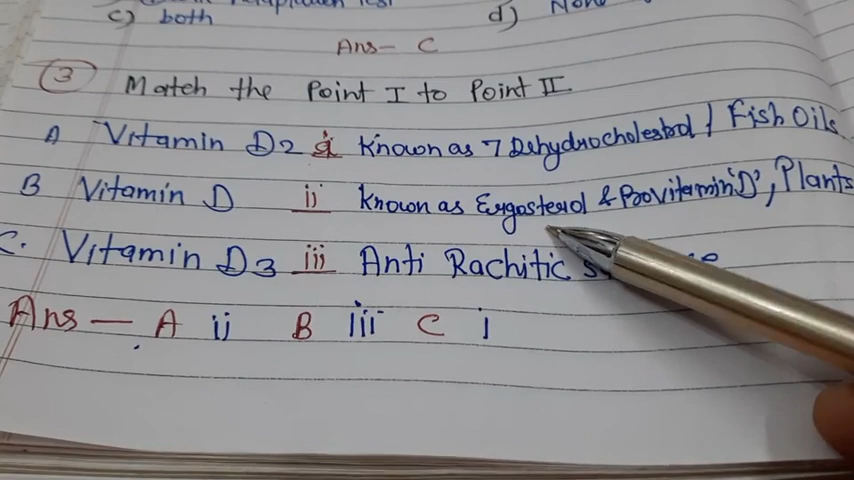 c) both d) None
Ans- C
3 Match the Point I to Point II
A Vitamin D2 i Known as 7 Dehydrocholestrol / Fish Oils
B Vitamin D ii Known as Ergosterol & Provitamin 'D', Plants
C. Vitamin D3 iii Anti Rachitic
Ans — A ii B iii C i